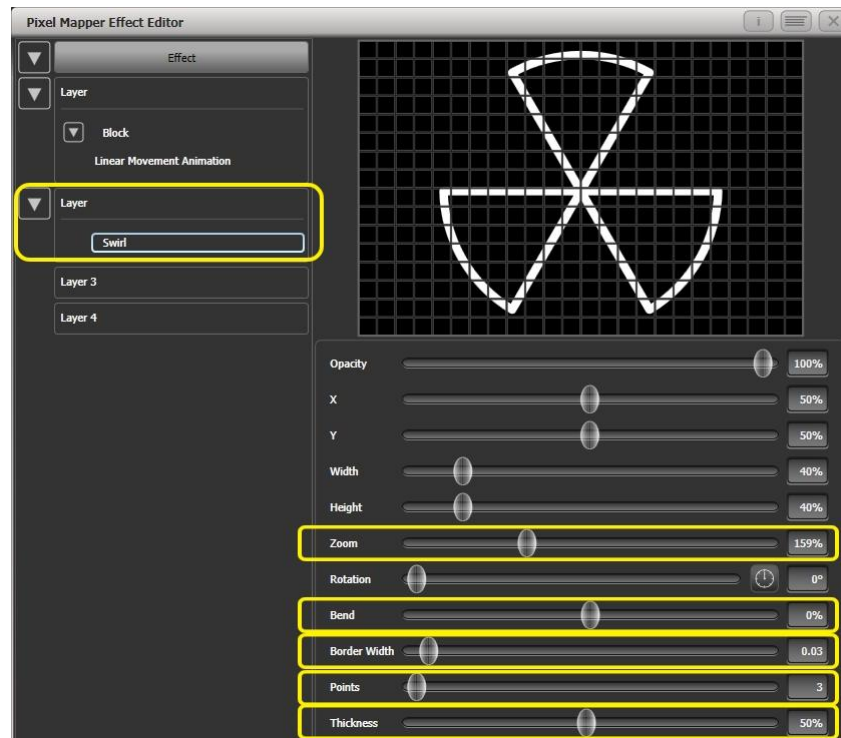 Pixel Mapper Effect Editor
Effect
Layer
Block
Linear Movement Animation
Layer
Swirl
Layer 3
Layer 4
Opacity 100%
X 50%
Y 50%
Width 40%
Height 40%
Zoom 159%
Rotation 0°
Bend 0%
Border Width 0.03
Points 3
Thickness 50%